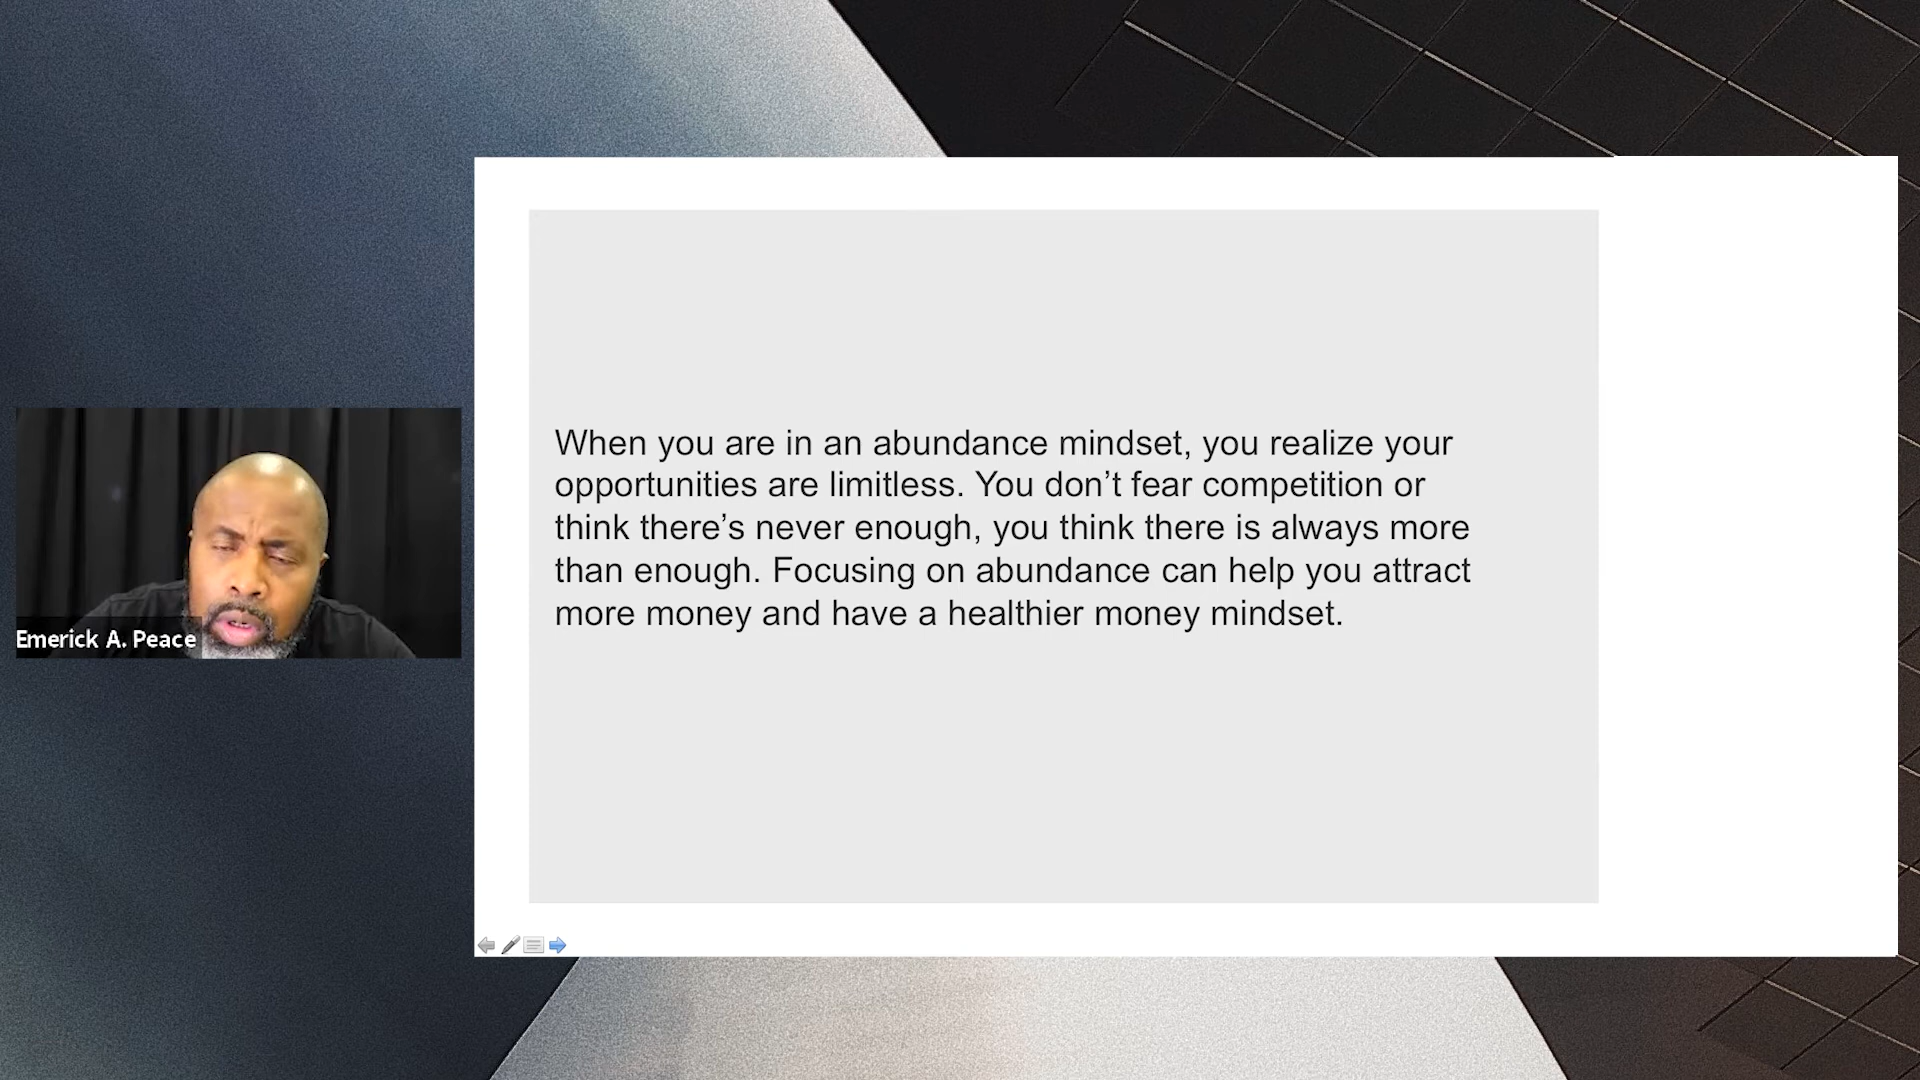 When you are in an abundance mindset, you realize your
opportunities are limitless. You don’t fear competition or
think there’s never enough, you think there is always more
than enough. Focusing on abundance can help you attract
more money and have a healthier money mindset.
Emerick A. Peace